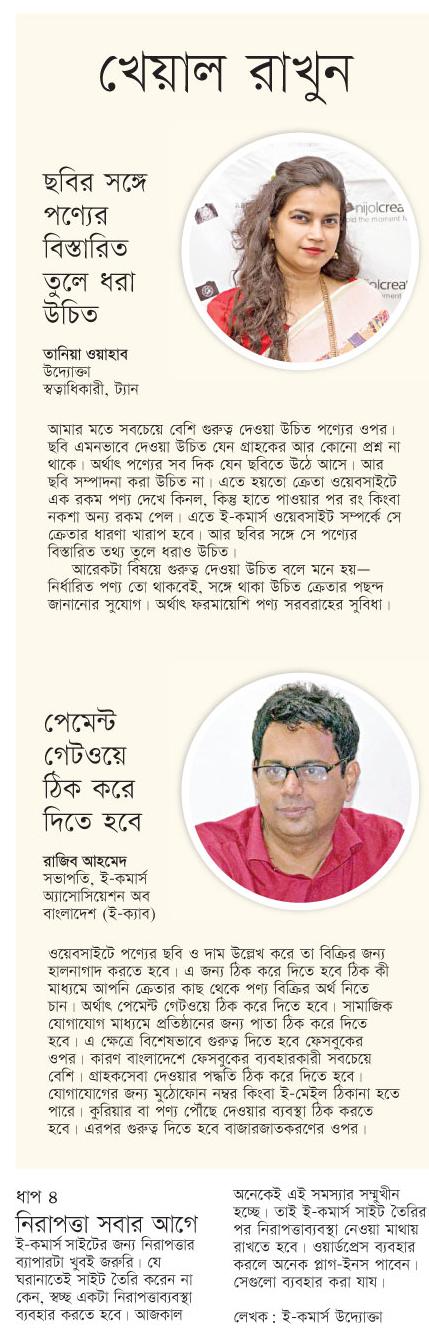 খেয়াল রাখুন
ছবির সঙ্গে
পণ্যের
বিস্তারিত
তুলে ধরা
উচিত
তানিয়া ওয়াহাব
উদ্যোক্তা
স্বত্বাধিকারী, ট্যান
nijolcrea
old the moment
jolcrea
আমার মতে সবচেয়ে বেশি গুরুত্ব দেওয়া উচিত পণ্যের ওপর।
ছবি এমনভাবে দেওয়া উচিত যেন গ্রাহকের আর কোনো প্রশ্ন না
থাকে। অর্থাৎ পণ্যের সব দিক যেন ছবিতে উঠে আসে। আর
ছবি সম্পাদনা করা উচিত না। এতে হয়তো ক্রেতা ওয়েবসাইটে
এক রকম পণ্য দেখে কিনল, কিন্তু হাতে পাওয়ার পর রং কিংবা
নকশা অন্য রকম পেল। এতে ই-কমার্স ওয়েবসাইট সম্পর্কে সে
ক্রেতার ধারণা খারাপ হবে। আর ছবির সঙ্গে সে পণ্যের
বিস্তারিত তথ্য তুলে ধরাও উচিত।
আরেকটা বিষয়ে গুরুত্ব দেওয়া উচিত বলে মনে হয়—
নির্ধারিত পণ্য তো থাকবেই, সঙ্গে থাকা উচিত ক্রেতার পছন্দ
জানানোর সুযোগ। অর্থাৎ ফরমায়েশি পণ্য সরবরাহের সুবিধা।
পেমেন্ট
গেটওয়ে
ঠিক করে
দিতে হবে
রাজিব আহমেদ
সভাপতি, ই-কমার্স
অ্যাসোসিয়েশন অব
বাংলাদেশ (ই-ক্যাব)
ওয়েবসাইটে পণ্যের ছবি ও দাম উল্লেখ করে তা বিক্রির জন্য
হালনাগাদ করতে হবে। এ জন্য ঠিক করে দিতে হবে ঠিক কী
মাধ্যমে আপনি ক্রেতার কাছ থেকে পণ্য বিক্রির অর্থ নিতে
চান। অর্থাৎ পেমেন্ট গেটওয়ে ঠিক করে দিতে হবে। সামাজিক
যোগাযোগ মাধ্যমে প্রতিষ্ঠানের জন্য পাতা ঠিক করে দিতে
হবে। এ ক্ষেত্রে বিশেষভাবে গুরুত্ব দিতে হবে ফেসবুকের
ওপর। কারণ বাংলাদেশে ফেসবুকের ব্যবহারকারী সবচেয়ে
বেশি। গ্রাহকসেবা দেওয়ার পদ্ধতি ঠিক করে দিতে হবে।
যোগাযোগের জন্য মুঠোফোন নম্বর কিংবা ই-মেইল ঠিকানা হতে
পারে। কুরিয়ার বা পণ্য পৌঁছে দেওয়ার ব্যবস্থা ঠিক করতে
হবে। এরপর গুরুত্ব দিতে হবে বাজারজাতকরণের ওপর।
ধাপ ৪
নিরাপত্তা সবার আগে
ই-কমার্স সাইটের জন্য নিরাপত্তার
ব্যাপারটা খুবই জরুরি। যে
ঘরানাতেই সাইট তৈরি করেন না
কেন, স্বচ্ছ একটা নিরাপত্তাব্যবস্থা
ব্যবহার করতে হবে। আজকাল
অনেকেই এই সমস্যার সম্মুখীন
হচ্ছে। তাই ই-কমার্স সাইট তৈরির
পর নিরাপত্তাব্যবস্থা নেওয়া মাথায়
রাখতে হবে। ওয়ার্ডপ্রেস ব্যবহার
করলে অনেক প্লাগ-ইনস পাবেন।
সেগুলো ব্যবহার করা যায়।
লেখক : ই-কমার্স উদ্যোক্তা